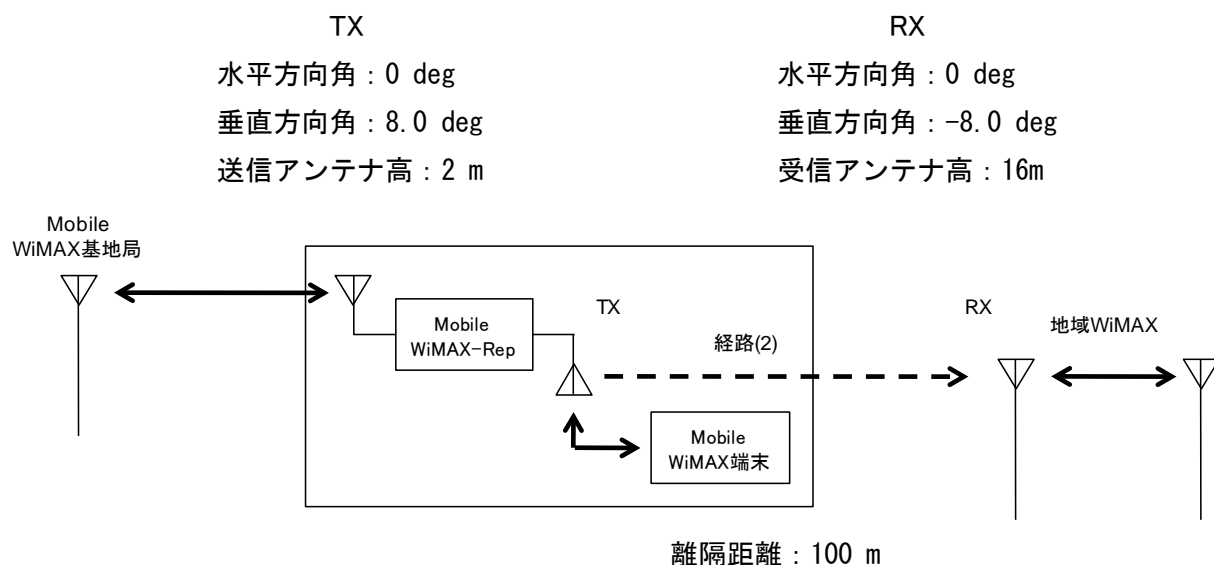 TX
水平方向角：0 deg
垂直方向角：8.0 deg
送信アンテナ高：2 m
RX
水平方向角：0 deg
垂直方向角：-8.0 deg
受信アンテナ高：16m
Mobile
WiMAX基地局
Mobile
WiMAX-Rep
TX
経路(2)
RX
地域WiMAX
Mobile
WiMAX端末
離隔距離：100 m